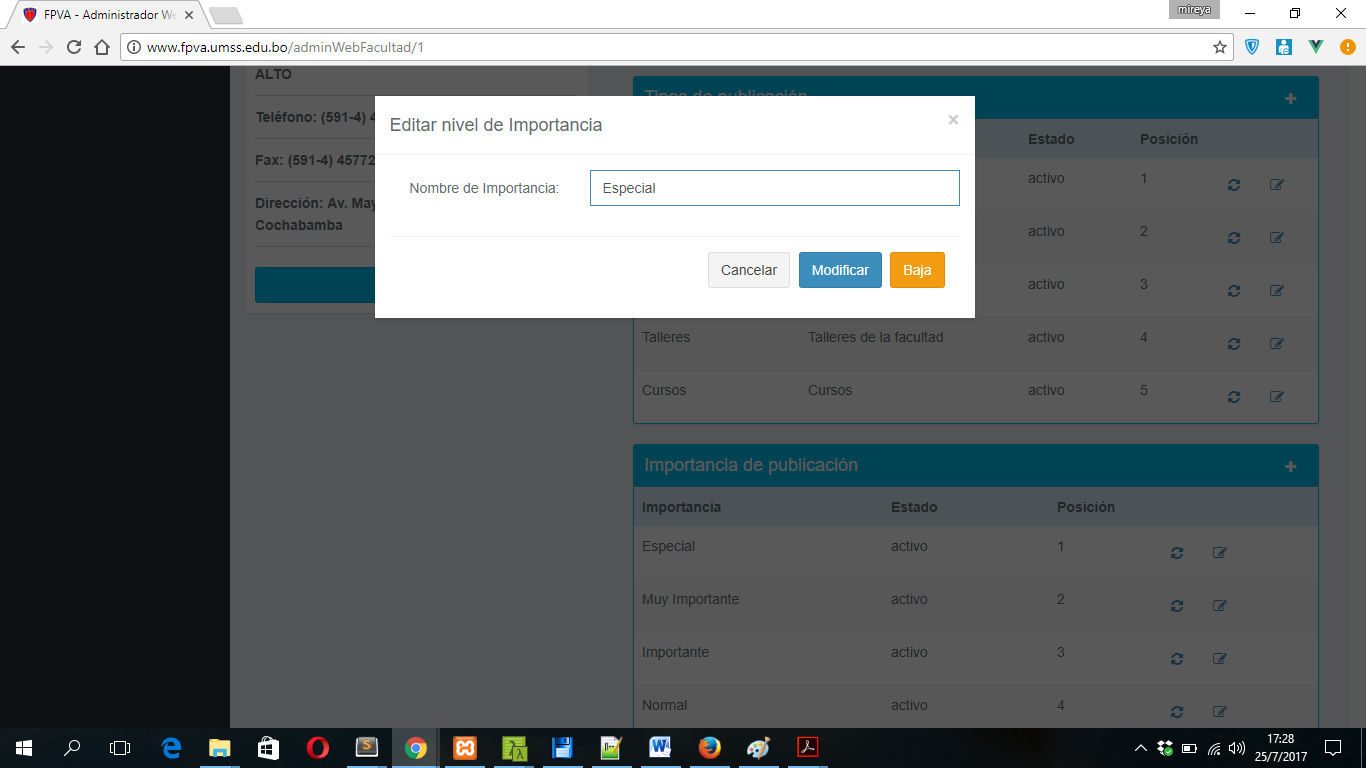 FPVA - Administrador We
mireya
www.fpva.umss.edu.bo/adminWebFacultad/1
ALTO
Teléfono: (591-4) 4
Fax: (591-4) 45772
Dirección: Av. May
Cochabamba
Tipos de publicación
Estado Posición
activo 1
activo 2
activo 3
Talleres Talleres de la facultad activo 4
Cursos Cursos activo 5
Editar nivel de Importancia ×
Nombre de Importancia: Especial
Cancelar Modificar Baja
Importancia de publicación
Importancia Estado Posición
Especial activo 1
Muy Importante activo 2
Importante activo 3
Normal activo 4
17:28
25/7/2017